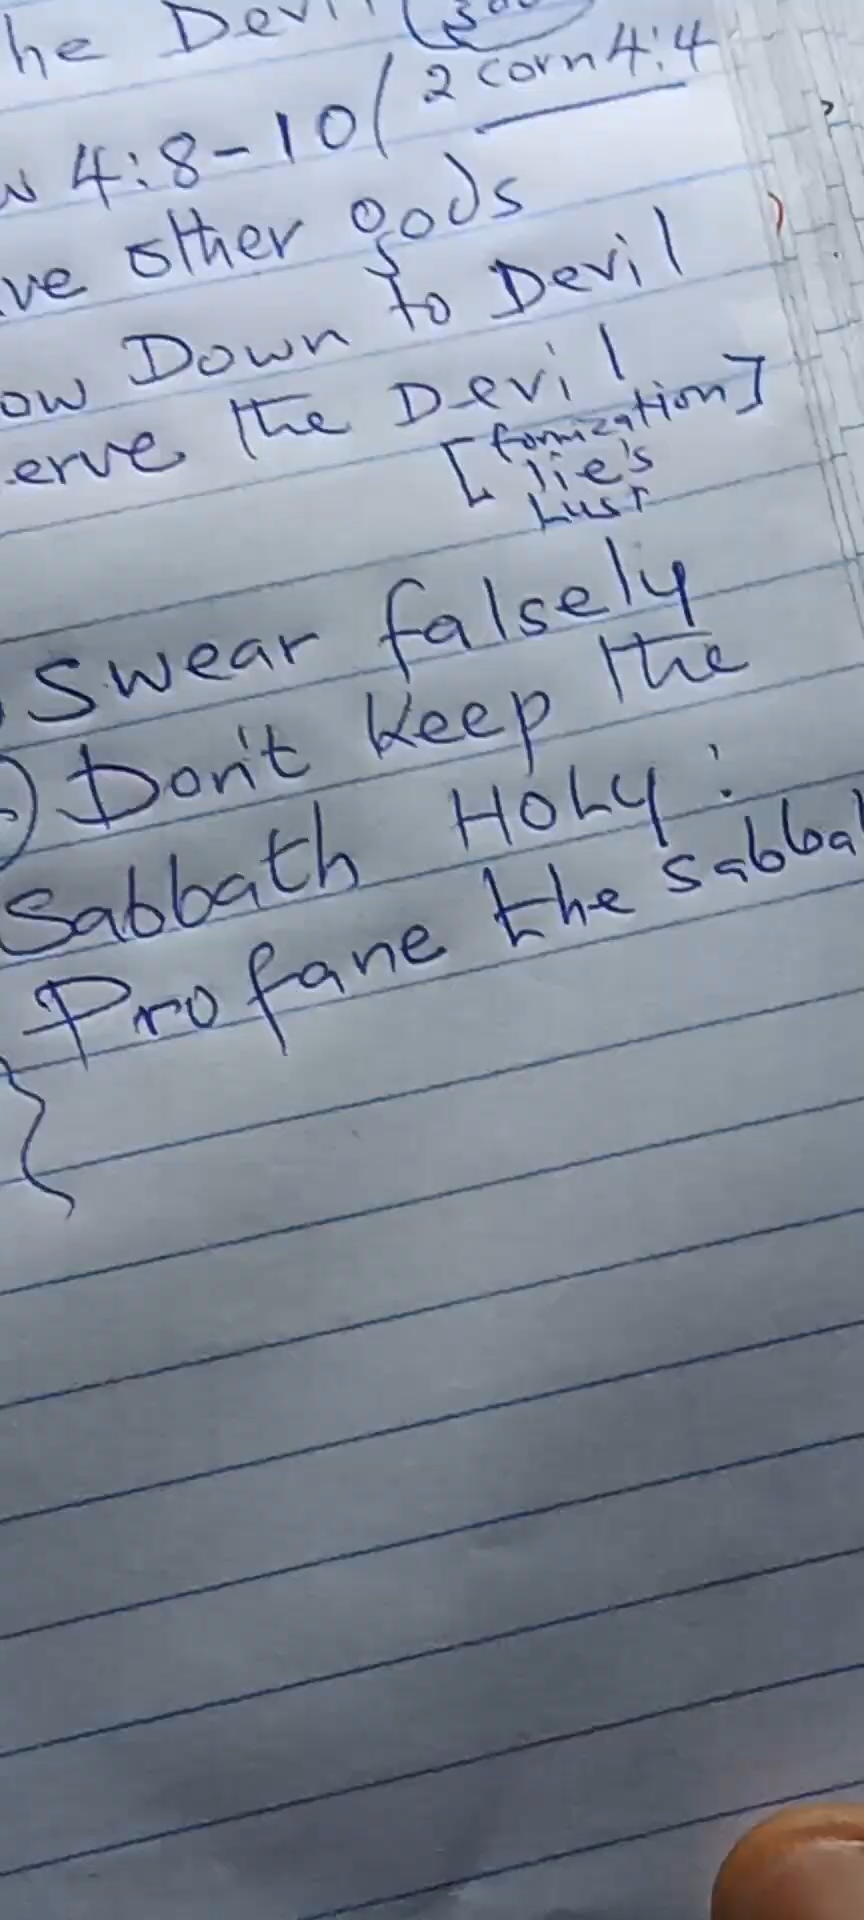 he Devil
4:8-10 ( 2 corn 4:4
ve other gods
ow Down to Devil
erve the Devil
[fornization]
[ lie's
Lust
Swear falsely
) Don't Keep the
Sabbath HoLy :
Profane the Sabba
}